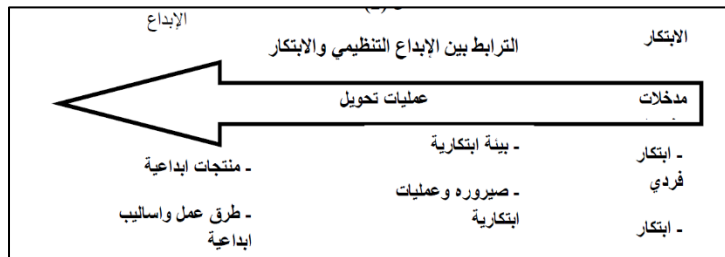 الابتكار
الإبداع
الترابط بين الإبداع التنظيمي والابتكار
مدخلات
عمليات تحويل
- ابتكار
فردي
- ابتكار
- بيئة ابتكارية
- صيروره وعمليات
ابتكارية
- منتجات ابداعية
- طرق عمل واساليب
ابداعية